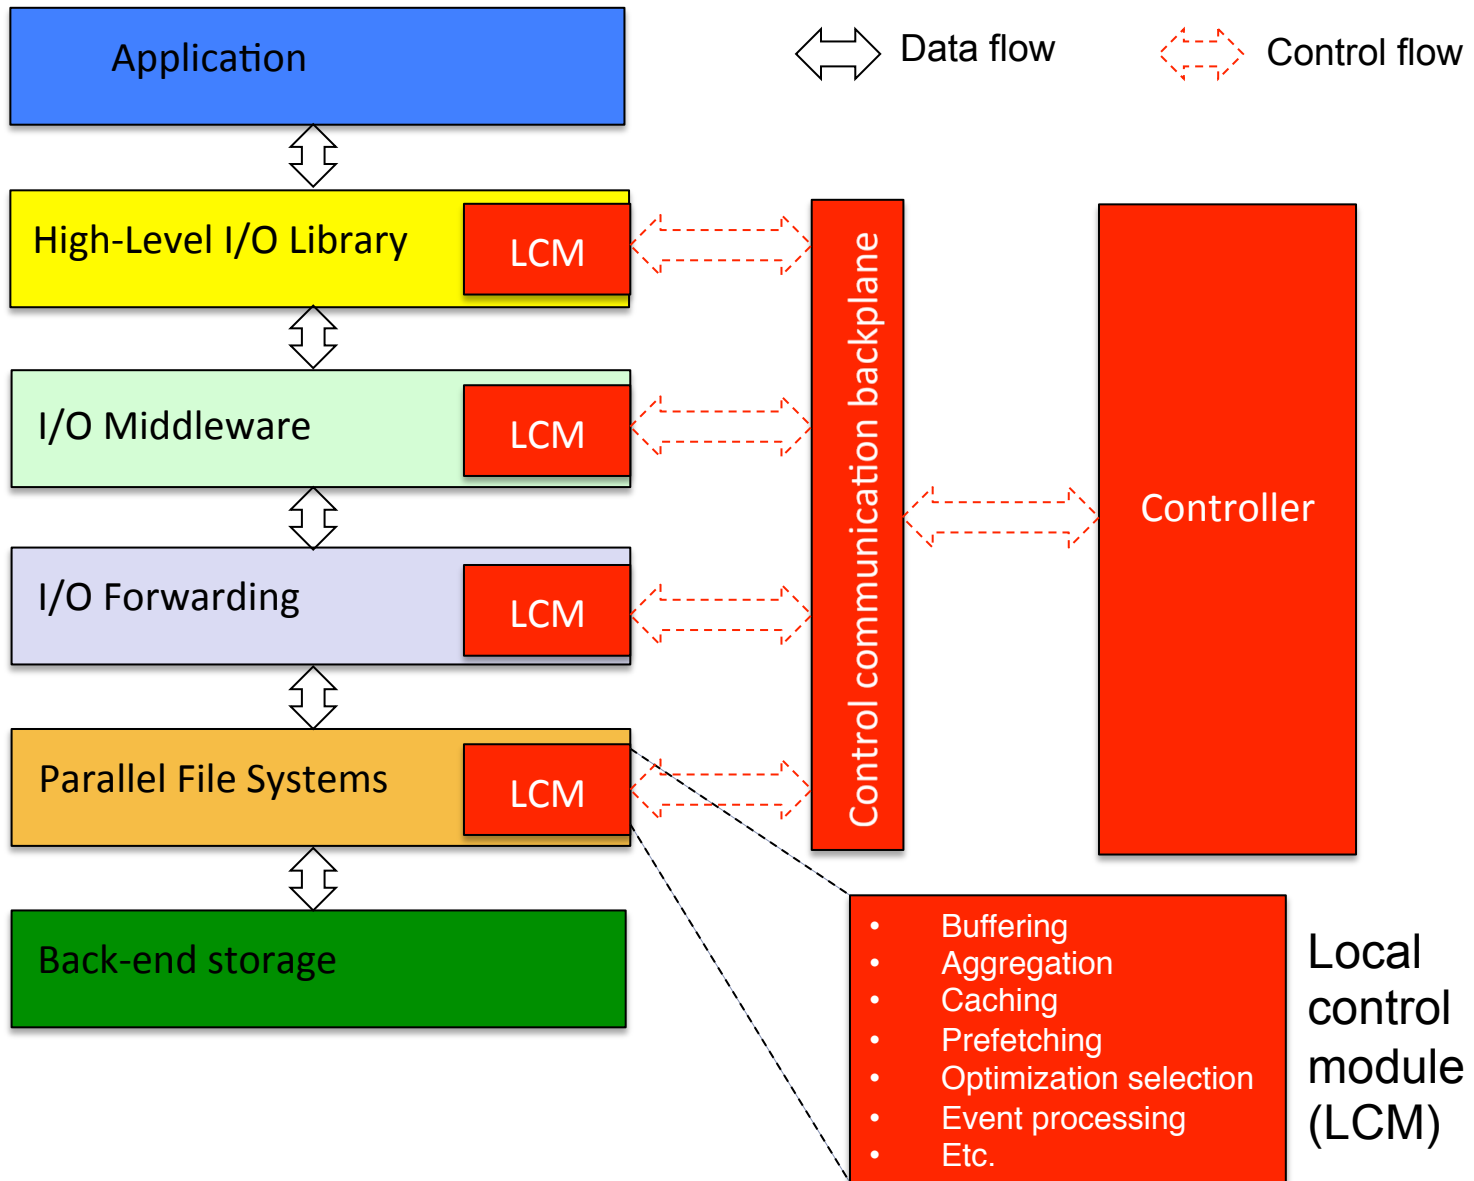 Application
Data flow
Control flow
High-Level I/O Library
LCM
I/O Middleware
LCM
I/O Forwarding
LCM
Parallel File Systems
LCM
Back-end storage
Control communication backplane
Controller
• Buffering
• Aggregation
• Caching
• Prefetching
• Optimization selection
• Event processing
• Etc.
Local
control
module
(LCM)